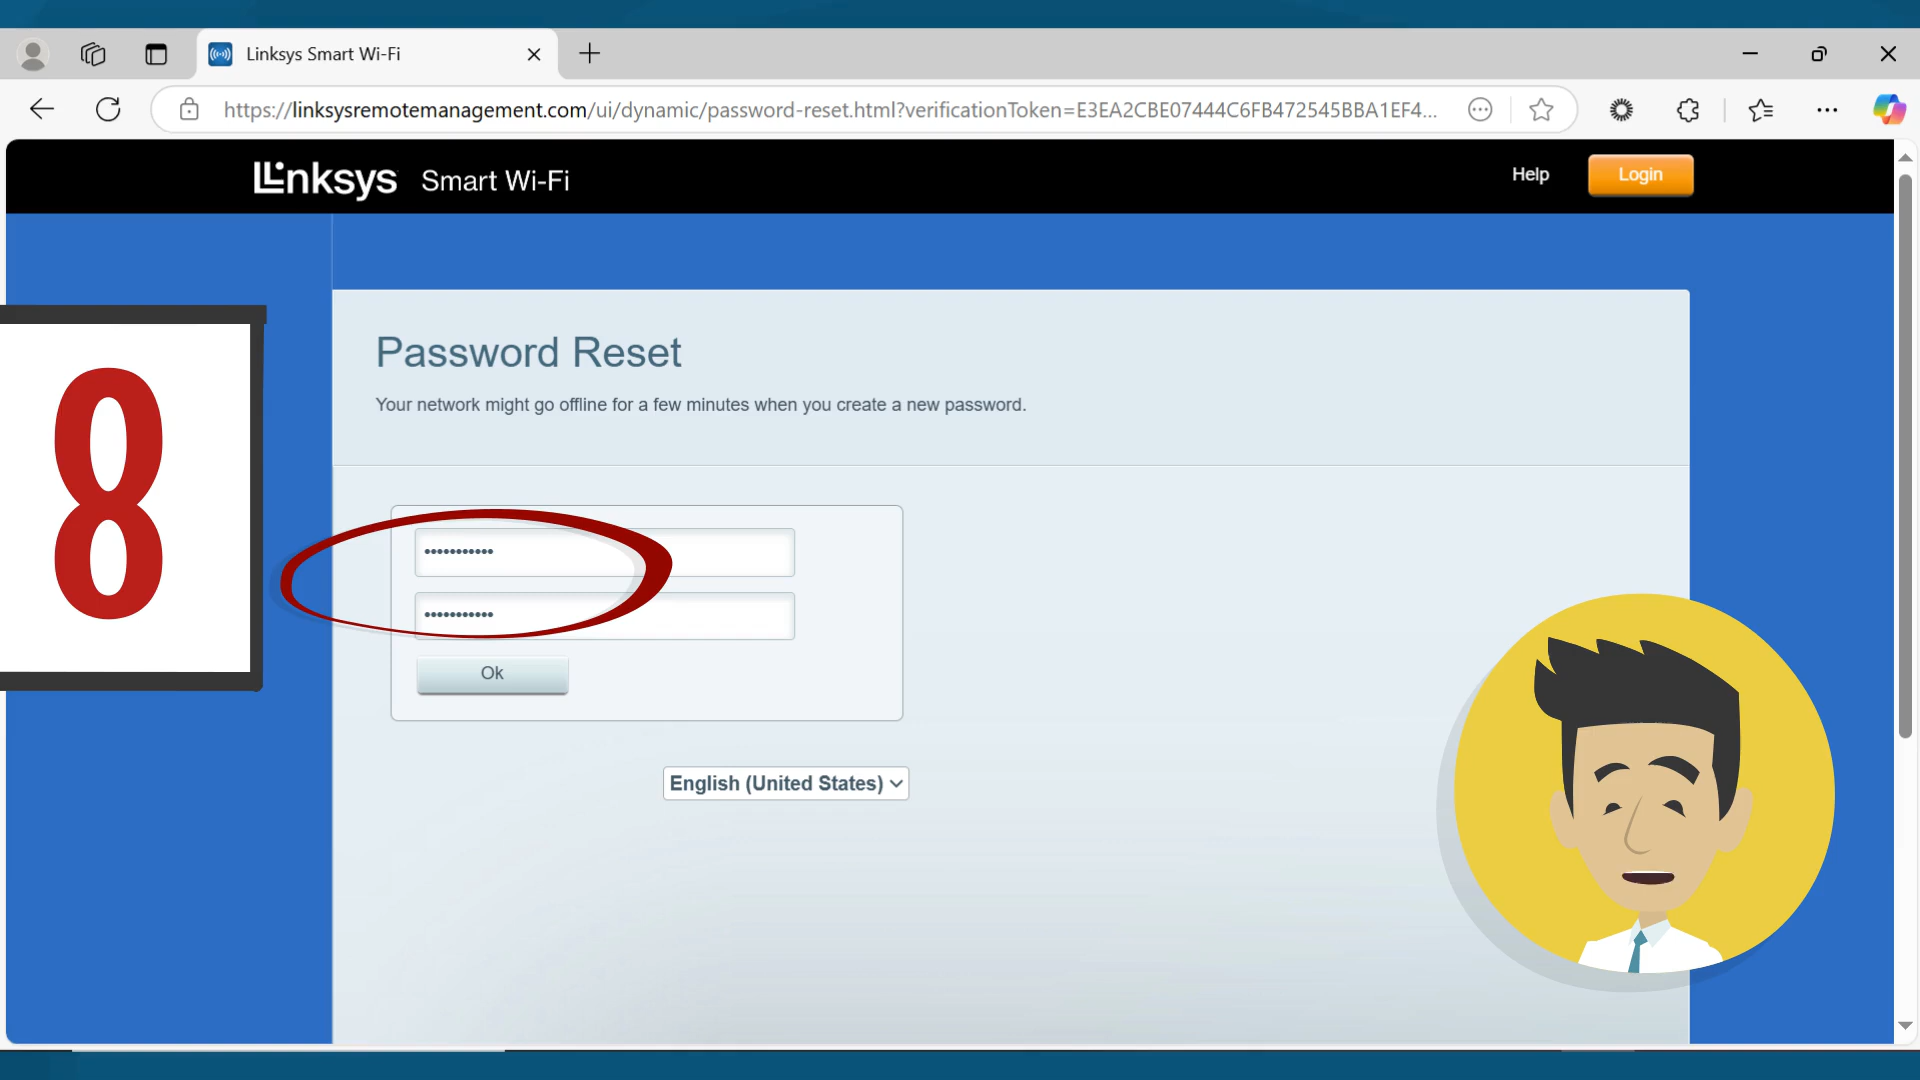 Linksys Smart Wi-Fi
https://linksysremotemanagement.com/ui/dynamic/password-reset.html?verificationToken=E3EA2CBE07444C6FB472545BBA1EF4...
Linksys Smart Wi-Fi
Help
Login
8
Password Reset
Your network might go offline for a few minutes when you create a new password.
•••••••••••
•••••••••••
Ok
English (United States)